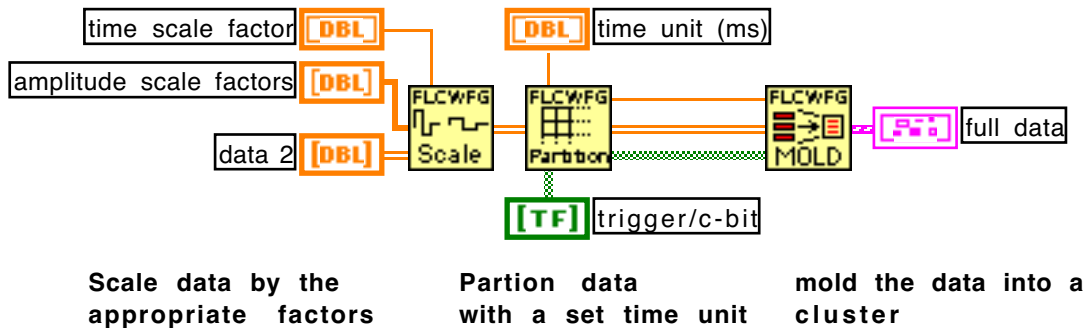 time scale factor DBL DBL time unit (ms)
amplitude scale factors [DBL]
FLCWFG FLCWFG FLCWFG
data 2 [DBL] Scale Partition MOLD full data
[TF] trigger/c-bit
Scale data by the Partion data mold the data into a
appropriate factors with a set time unit cluster